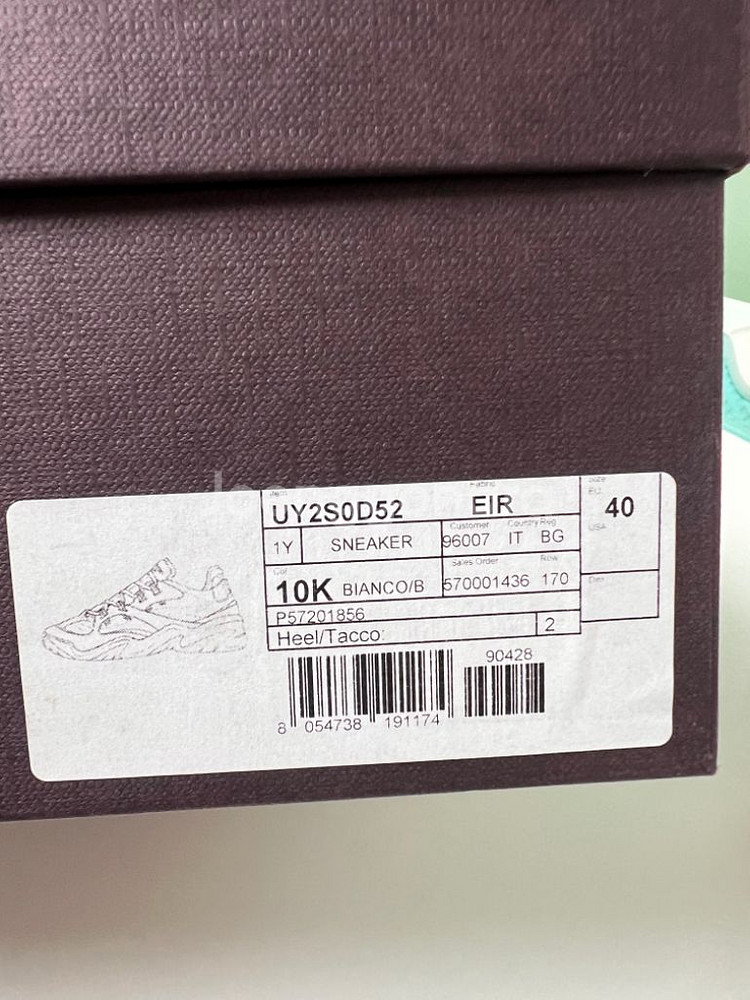 Item
Fabric
Size
UY2S0D52
EIR
EU
40
USA
Customer
Country
Reg
1Y
SNEAKER
96007
IT
BG
Col
Sales Order
Row
10K BIANCO/B
570001436
170
P57201856
Heel/Tacco:
2
90428
8 054738 191174